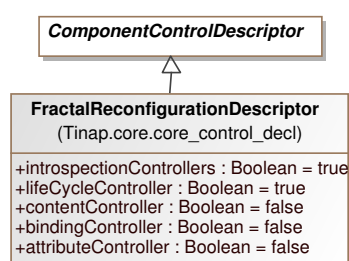 ComponentControlDescriptor
FractalReconfigurationDescriptor
(Tinap.core.core_control_decl)
+introspectionControllers : Boolean = true
+lifeCycleController : Boolean = true
+contentController : Boolean = false
+bindingController : Boolean = false
+attributeController : Boolean = false